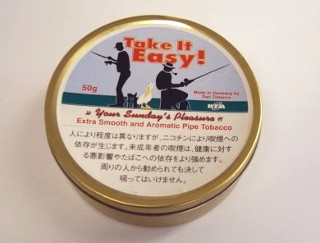 Take It
Easy!
50g
Made in Germany by
Dan Tobacco
DTM
» Your Sunday's Pleasure «
Extra Smooth and Aromatic Pipe Tobacco
人により程度は異なりますが、ニコチンにより喫煙への
依存が生じます。未成年者の喫煙は、健康に対す
る悪影響やたばこへの依存をより強めます。
周りの人から勧められても決して
吸ってはいけません。